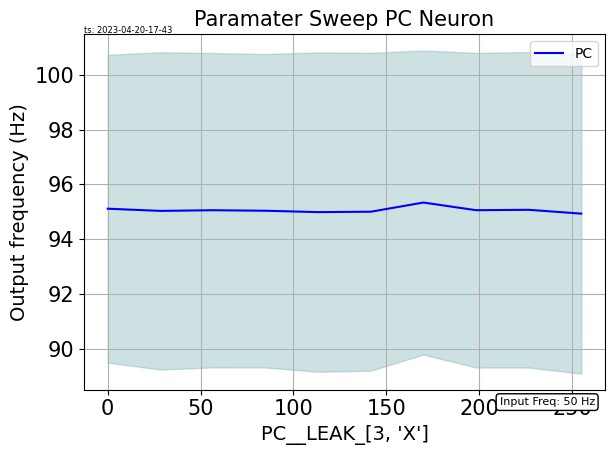 Paramater Sweep PC Neuron
ts: 2023-04-20-17-43
PC
Output frequency (Hz)
100
98
96
94
92
90
0 50 100 150 200 250
Input Freq: 50 Hz
PC__LEAK_[3, 'X']